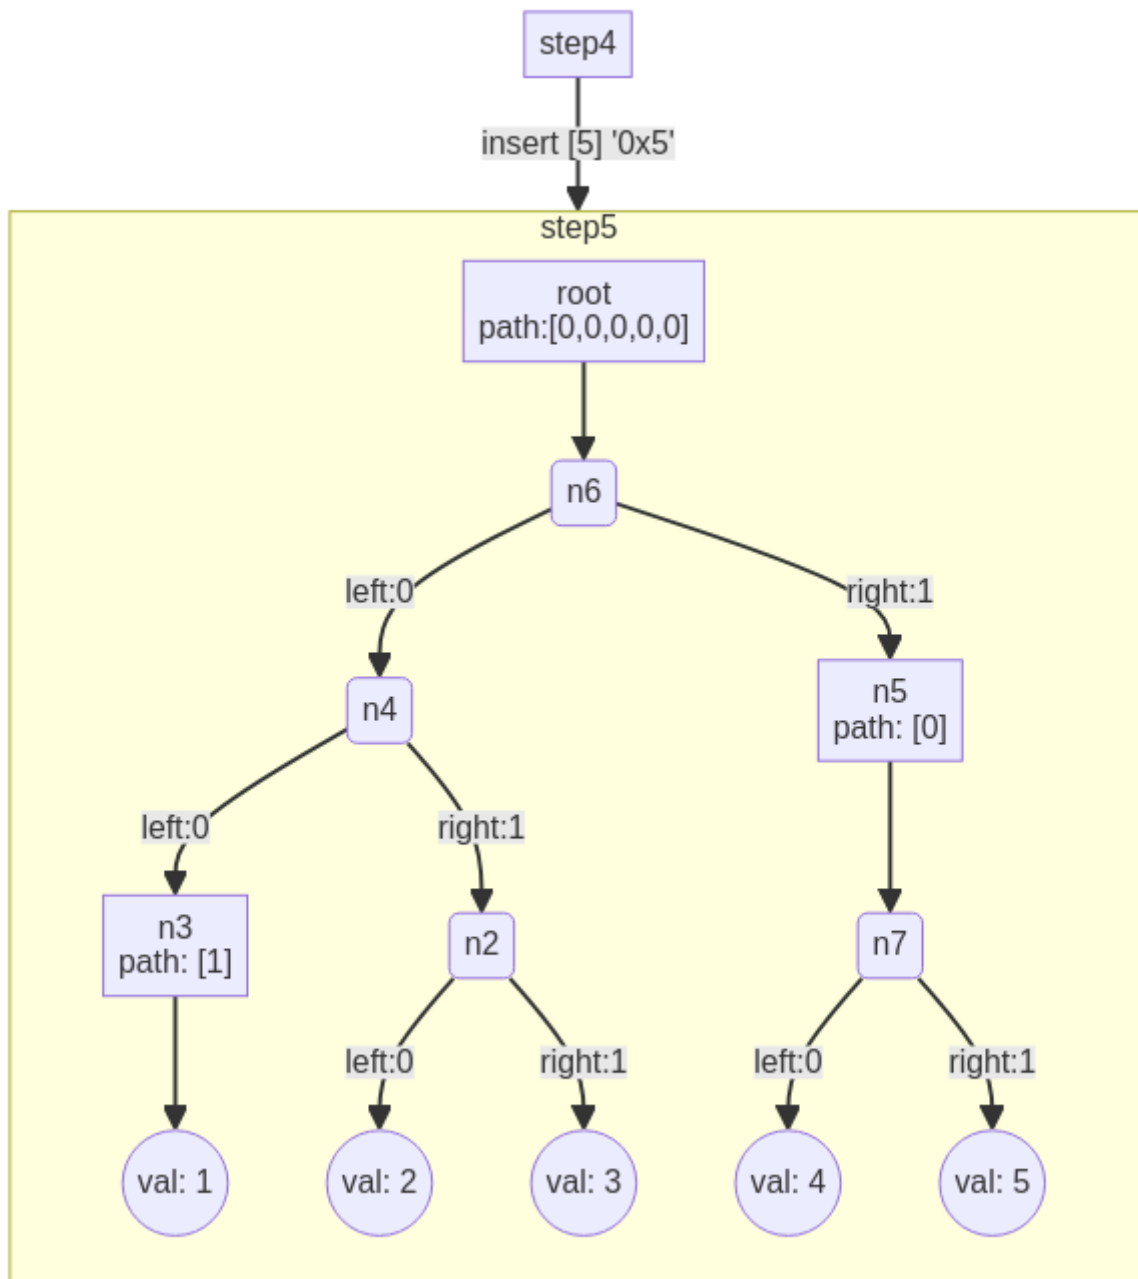 step4
insert [5] '0x5'
step5
root
path:[0,0,0,0,0]
n6
left:0
right:1
n4
n5
path: [0]
left:0
right:1
n3
path: [1]
n2
n7
left:0
right:1
left:0
right:1
val: 1
val: 2
val: 3
val: 4
val: 5